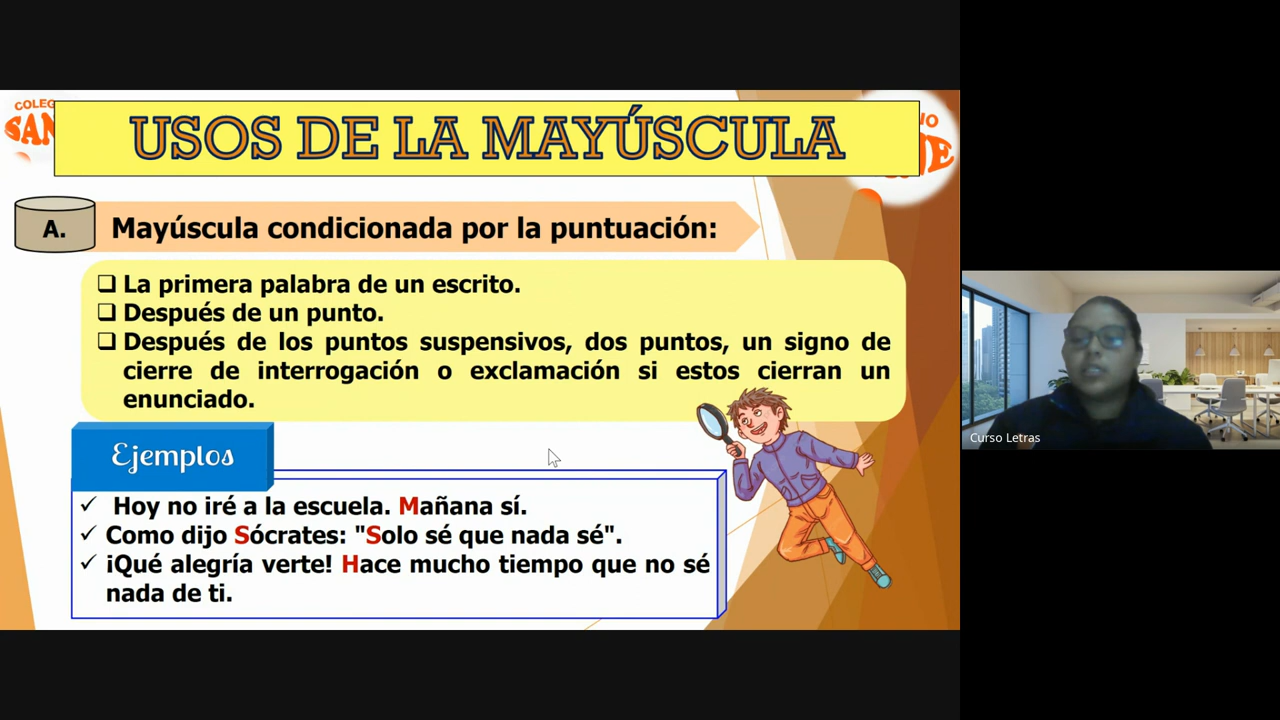 COLEG
SAN
USOS DE LA MAYÚSCULA
A.
Mayúscula condicionada por la puntuación:
La primera palabra de un escrito.
Después de un punto.
Después de los puntos suspensivos, dos puntos, un signo de
cierre de interrogación o exclamación si estos cierran un
enunciado.
Ejemplos
Hoy no iré a la escuela. Mañana sí.
Como dijo Sócrates: "Solo sé que nada sé".
¡Qué alegría verte! Hace mucho tiempo que no sé
nada de ti.
Curso Letras